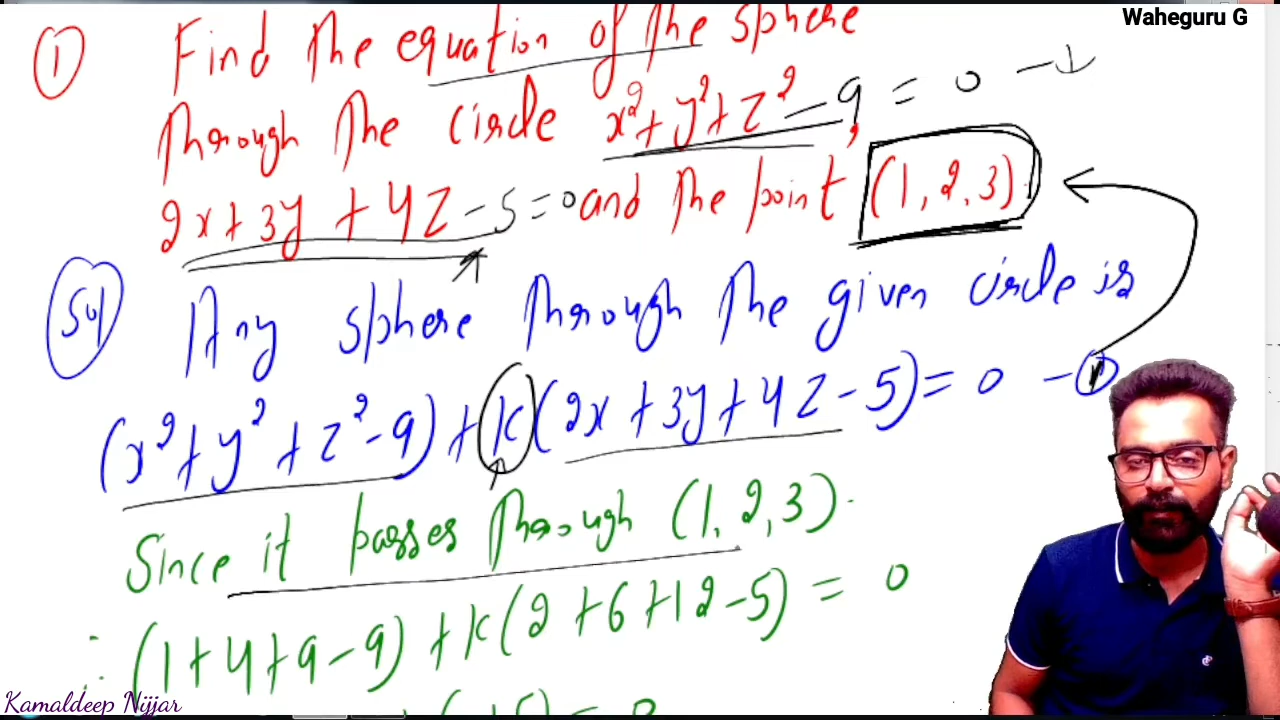 Waheguru G
① Find the equation of the sphere
through the circle x²+y²+z²-9=0 -1
, 2x+3y+4z-5=0 and the point (1,2,3).
Sol Any sphere through the given circle is
(x²+y²+z²-9)+k(2x+3y+4z-5)=0 -①
Since it passes through (1,2,3).
∴ (1+4+9-9)+k(2+6+12-5)=0
Kamaldeep Nijjar